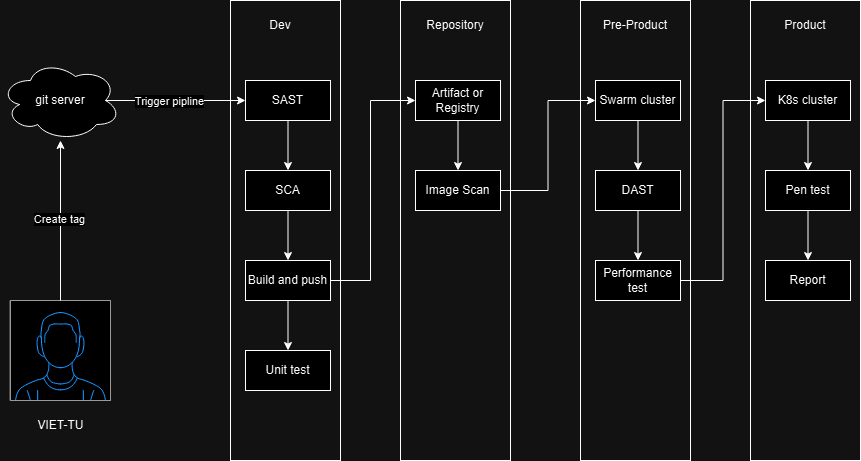 Dev
Repository
Pre-Product
Product
git server
Trigger pipline
SAST
Artifact or
Registry
Swarm cluster
K8s cluster
SCA
Image Scan
DAST
Pen test
Create tag
Build and push
Performance
test
Report
Unit test
VIET-TU